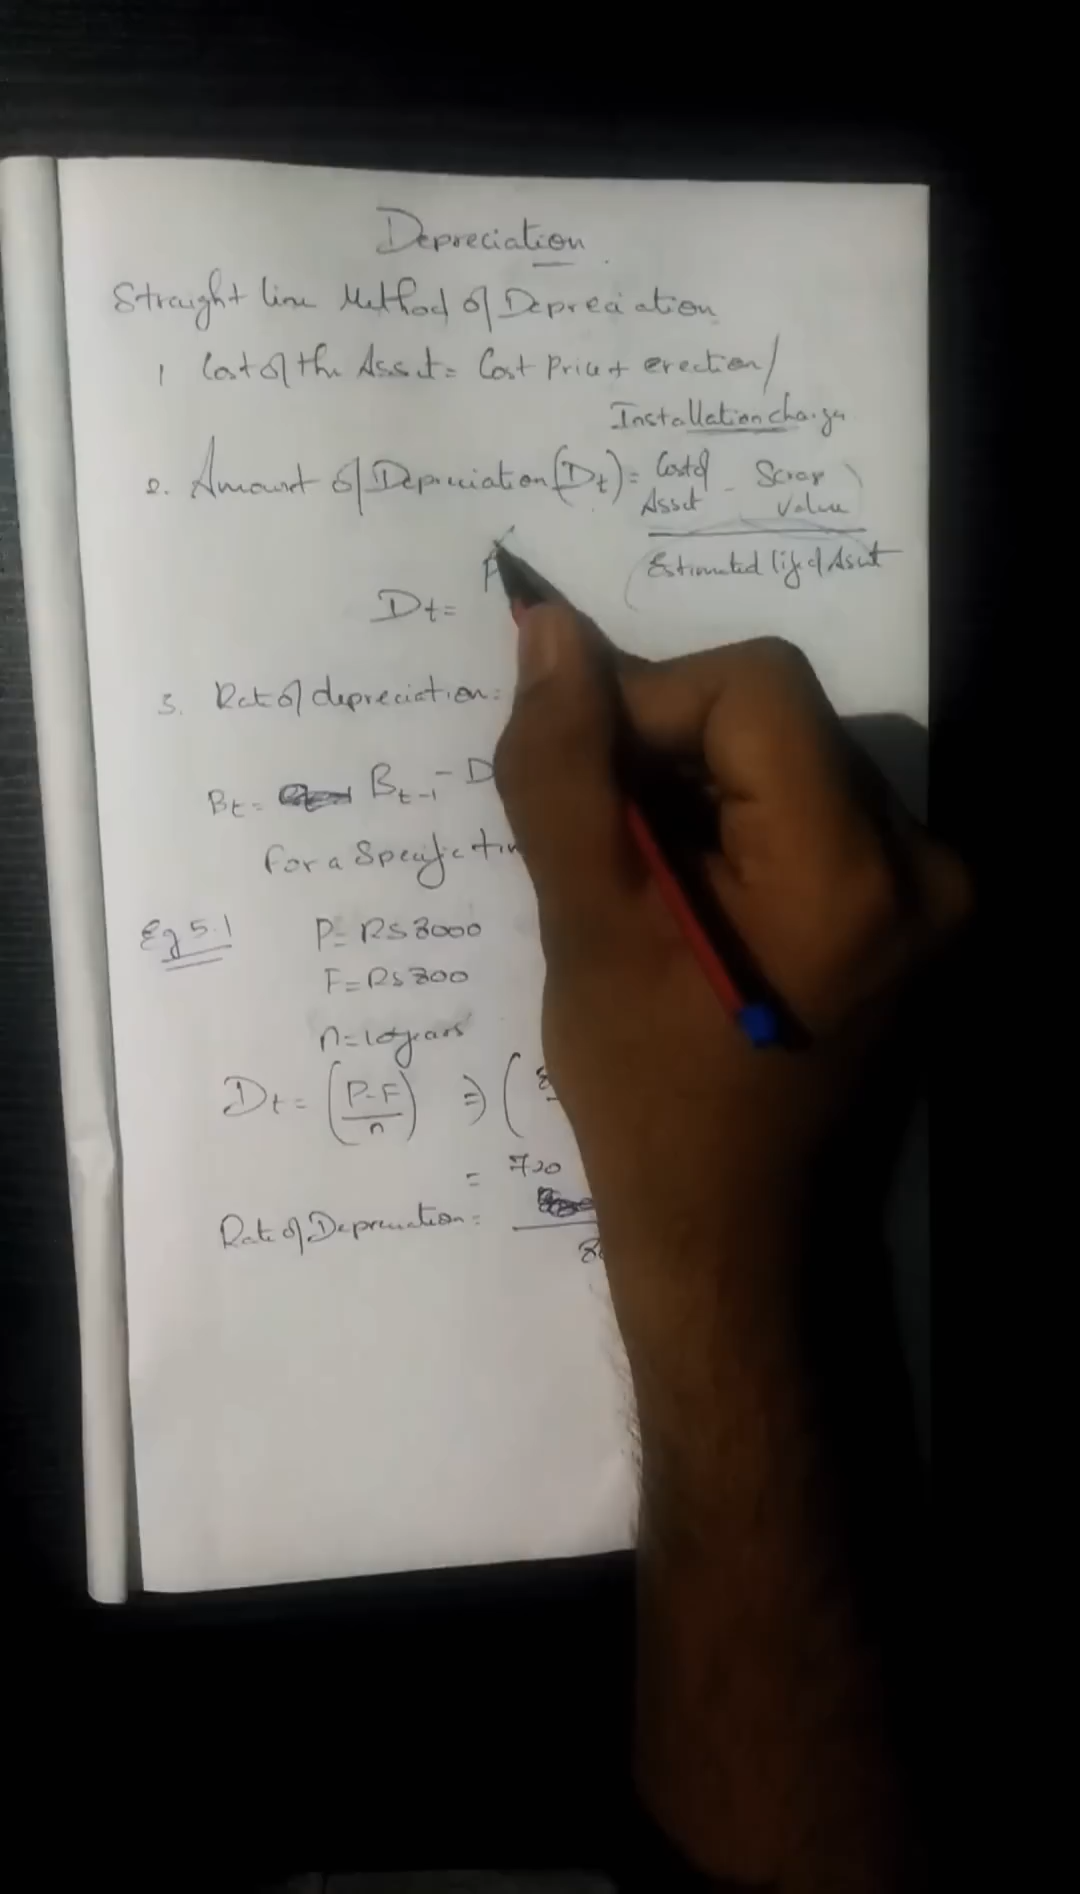 Depreciation
Straight line Method of Depreciation
1 Cost of the Asset = Cost Price + erection/
Installation charges
2. Amount of Depreciation (Dt) = Cost of Asset - Scrap Value
Estimated life of Asset
Dt =
3. Rate of depreciation =
Bt = Bt-1 - D
For a Specific
Eg 5.1 P = RS 8000
F = Rs 800
n = 10 years
Dt = (P-F / n) ⇒ (
= 720
Rate of Depreciation =